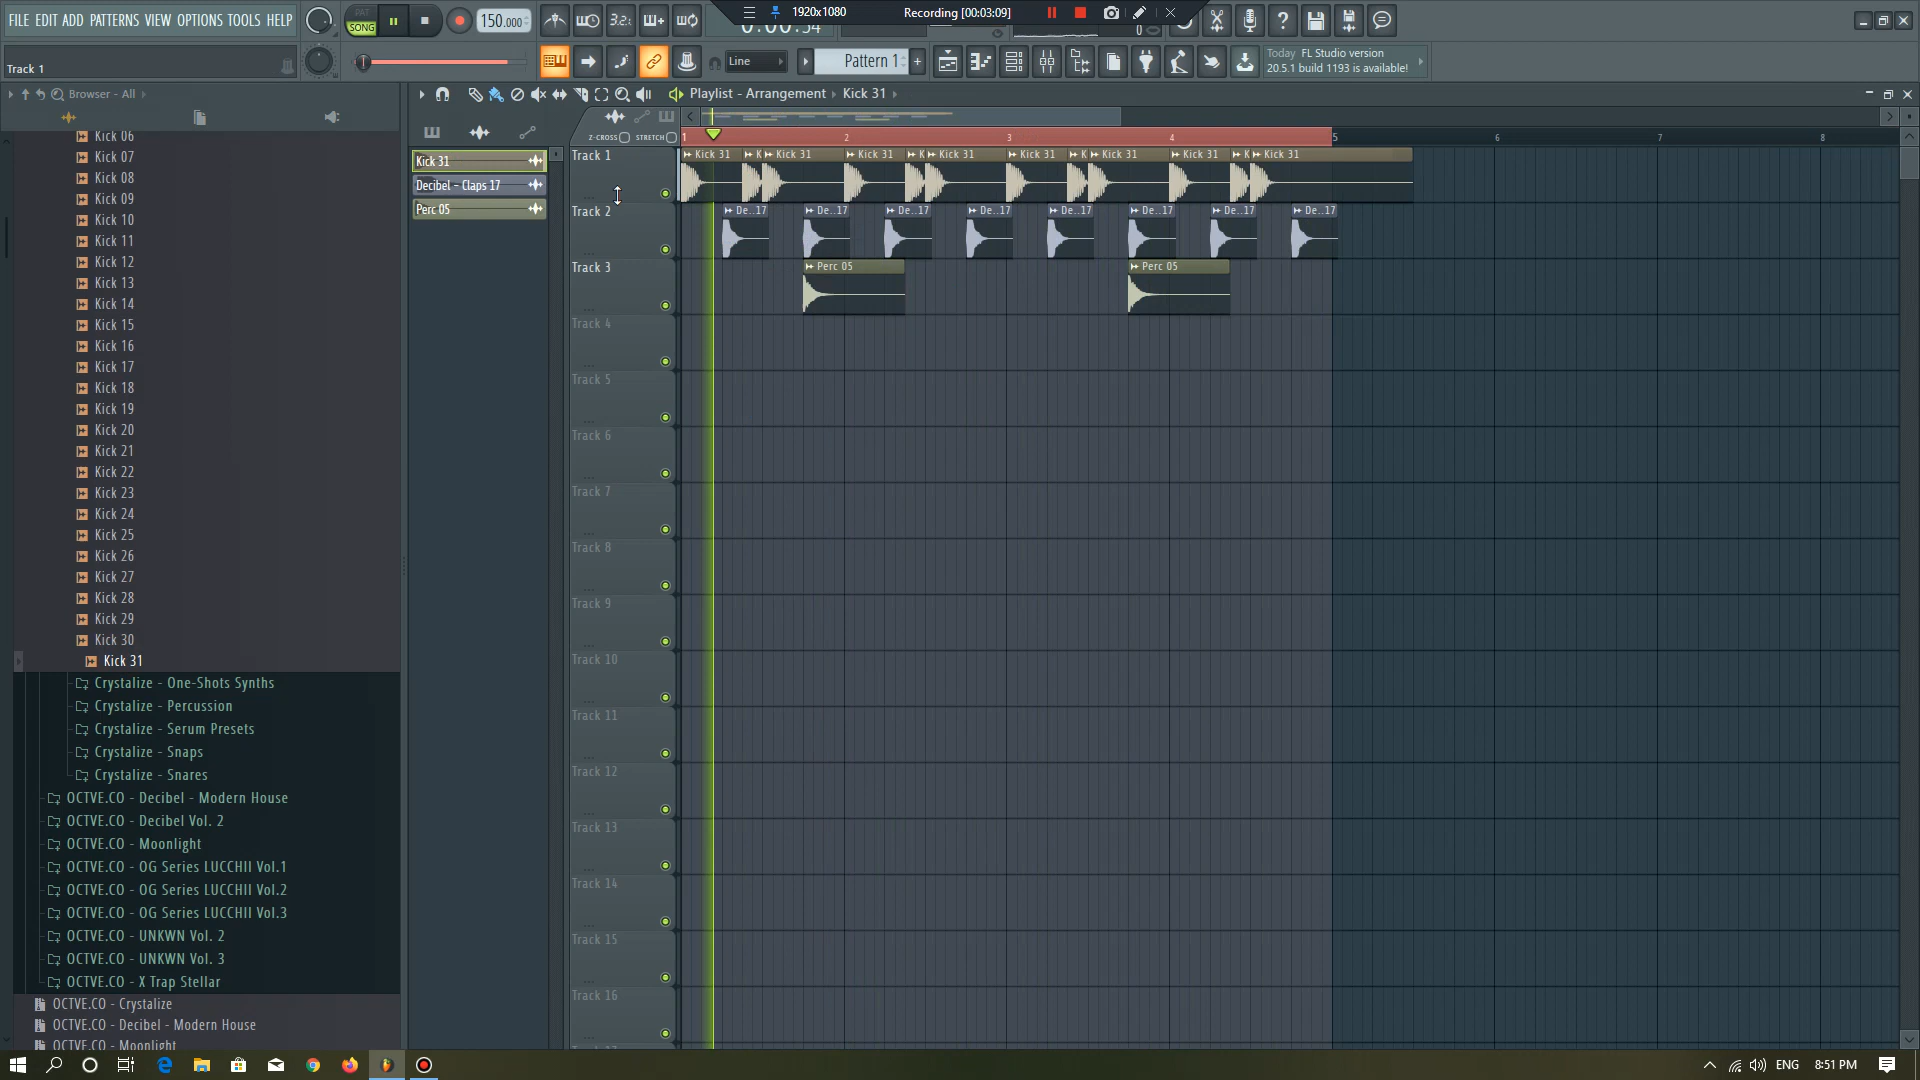 FILE EDIT ADD PATTERNS VIEW OPTIONS TOOLS HELP
PAT
SONG
150.000
3.2:
1920x1080
Recording [00:03:09]
0:00:54
0
Track 1
Line
Pattern 1
Today FL Studio version
20.5.1 build 1193 is available!
Browser - All
Playlist - Arrangement
Kick 31
Z-CROSS
STRETCH
1
2
3
4
5
6
7
8
Kick 06
Kick 07
Kick 08
Kick 09
Kick 10
Kick 11
Kick 12
Kick 13
Kick 14
Kick 15
Kick 16
Kick 17
Kick 18
Kick 19
Kick 20
Kick 21
Kick 22
Kick 23
Kick 24
Kick 25
Kick 26
Kick 27
Kick 28
Kick 29
Kick 30
Kick 31
Crystalize - One-Shots Synths
Crystalize - Percussion
Crystalize - Serum Presets
Crystalize - Snaps
Crystalize - Snares
OCTVE.CO - Decibel - Modern House
OCTVE.CO - Decibel Vol. 2
OCTVE.CO - Moonlight
OCTVE.CO - OG Series LUCCHII Vol.1
OCTVE.CO - OG Series LUCCHII Vol.2
OCTVE.CO - OG Series LUCCHII Vol.3
OCTVE.CO - UNKWN Vol. 2
OCTVE.CO - UNKWN Vol. 3
OCTVE.CO - X Trap Stellar
OCTVE.CO - Crystalize
OCTVE.CO - Decibel - Modern House
OCTVE.CO - Moonlight
Kick 31
Decibel - Claps 17
Perc 05
Track 1
Kick 31 K Kick 31 Kick 31 K Kick 31 Kick 31 K Kick 31 Kick 31 K Kick 31
Track 2
De..17 De..17 De..17 De..17 De..17 De..17 De..17 De..17
Track 3
Perc 05 Perc 05
Track 4
Track 5
Track 6
Track 7
Track 8
Track 9
Track 10
Track 11
Track 12
Track 13
Track 14
Track 15
Track 16
ENG
8:51 PM